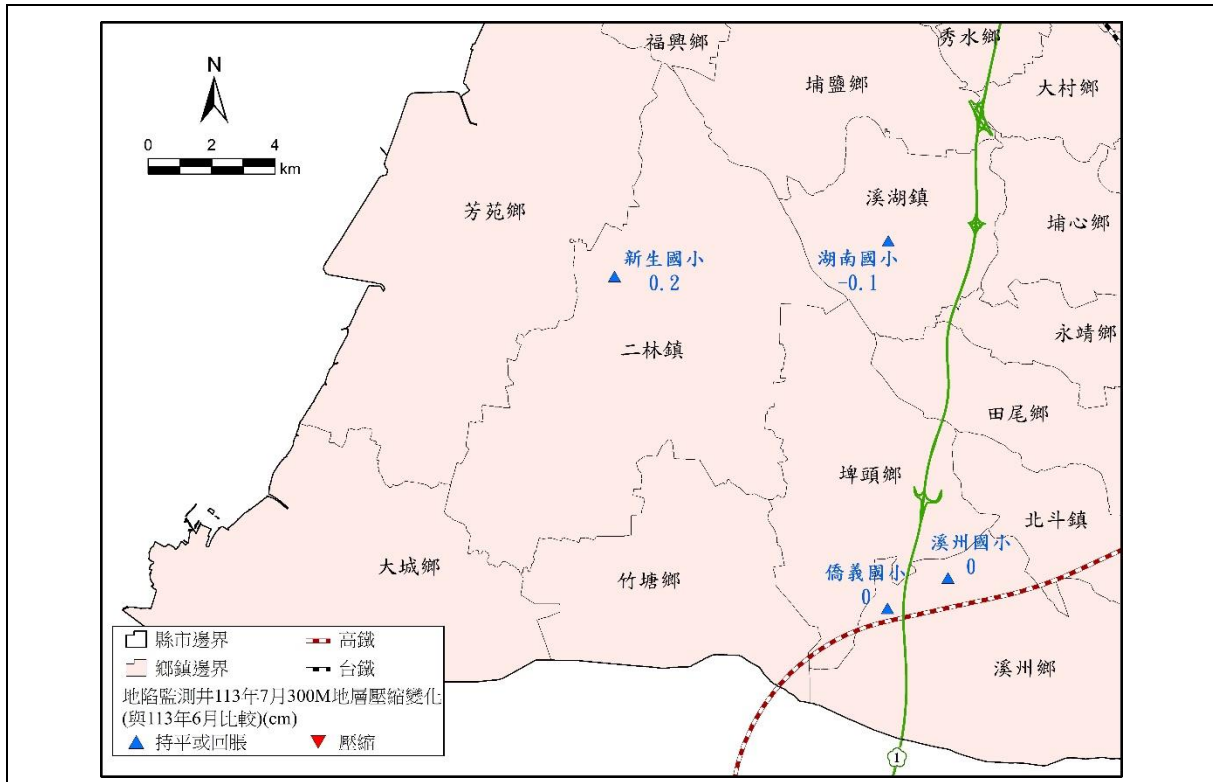 福興鄉
秀水鄉
埔鹽鄉
大村鄉
N
0 2 4
km
溪湖鎮
芳苑鄉
埔心鄉
新生國小
0.2
湖南國小
-0.1
永靖鄉
二林鎮
田尾鄉
埤頭鄉
北斗鎮
溪州國小
0
大城鄉
竹塘鄉
僑義國小
0
溪州鄉
縣市邊界
高鐵
鄉鎮邊界
台鐵
地陷監測井113年7月300M地層壓縮變化
(與113年6月比較)(cm)
持平或回脹
壓縮
1